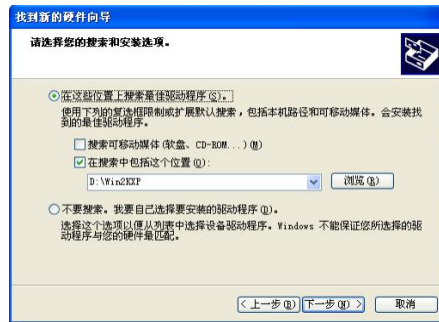 找到新的硬件向导
请选择您的搜索和安装选项。
在这些位置上搜索最佳驱动程序(S)。
使用下列的复选框限制或扩展默认搜索，包括本机路径和可移动媒体。会安装找
到的最佳驱动程序。
搜索可移动媒体(软盘、CD-ROM...)(M)
在搜索中包括这个位置(O):
D:\Win2KXP
浏览(R)
不要搜索。我要自己选择要安装的驱动程序(D)。
选择这个选项以便从列表中选择设备驱动程序。Windows 不能保证您所选择的驱
动程序与您的硬件最匹配。
< 上一步(B)
下一步(N) >
取消